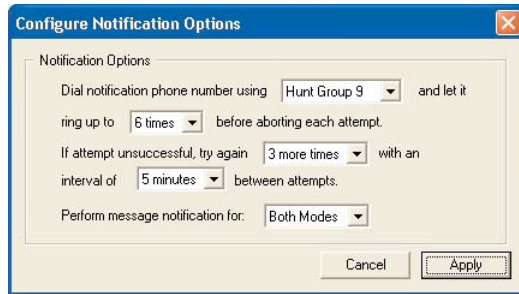 Configure Notification Options
Notification Options
Dial notification phone number using Hunt Group 9 and let it
ring up to 6 times before aborting each attempt.
If attempt unsuccessful, try again 3 more times with an
interval of 5 minutes between attempts.
Perform message notification for: Both Modes
Cancel Apply